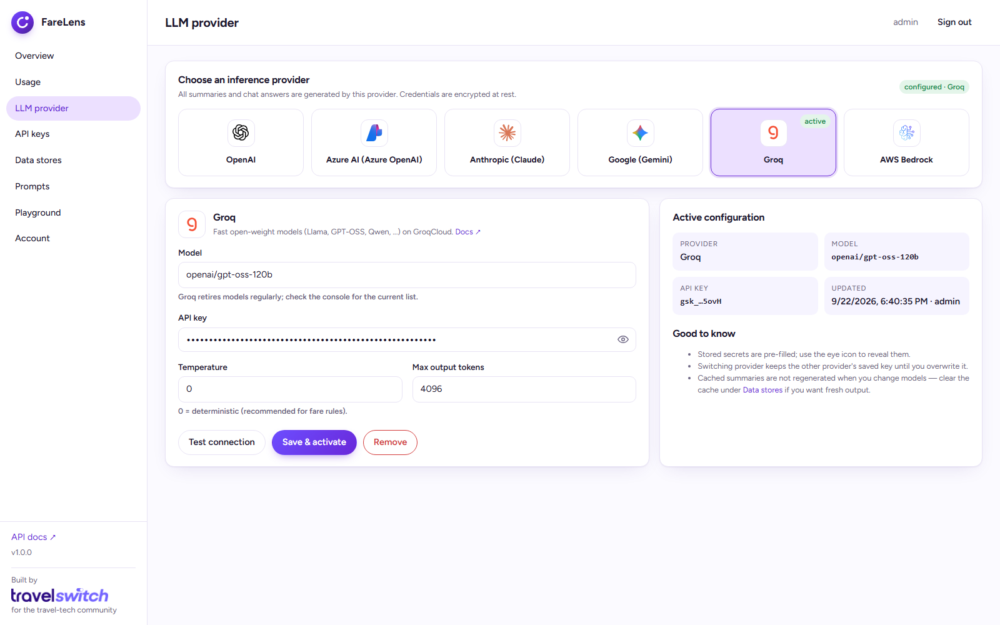 FareLens
Overview
Usage
LLM provider
API keys
Data stores
Prompts
Playground
Account
API docs ↗
v1.0.0
Built by
travelswitch
for the travel-tech community
LLM provider
admin
Sign out
Choose an inference provider
All summaries and chat answers are generated by this provider. Credentials are encrypted at rest.
configured · Groq
OpenAI
Azure AI (Azure OpenAI)
Anthropic (Claude)
Google (Gemini)
active
Groq
AWS Bedrock
Groq
Fast open-weight models (Llama, GPT-OSS, Qwen, …) on GroqCloud. Docs ↗
Model
openai/gpt-oss-120b
Groq retires models regularly; check the console for the current list.
API key
Temperature
Max output tokens
0
4096
0 = deterministic (recommended for fare rules).
Test connection
Save & activate
Remove
Active configuration
PROVIDER
Groq
MODEL
openai/gpt-oss-120b
API KEY
gsk_…5ovH
UPDATED
9/22/2026, 6:40:35 PM · admin
Good to know
• Stored secrets are pre-filled; use the eye icon to reveal them.
• Switching provider keeps the other provider's saved key until you overwrite it.
• Cached summaries are not regenerated when you change models — clear the
cache under Data stores if you want fresh output.